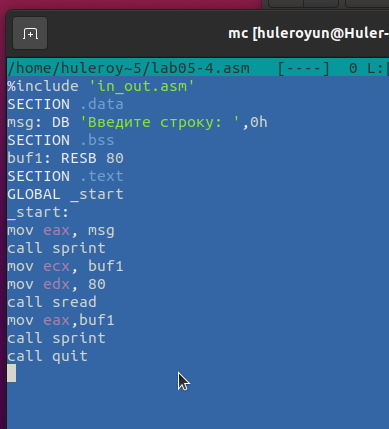 mc [huleroyun@Huler-
/home/huleroy~5/lab05-4.asm [----] 0 L:[
%include 'in_out.asm'
SECTION .data
msg: DB 'Введите строку: ',0h
SECTION .bss
buf1: RESB 80
SECTION .text
GLOBAL _start
_start:
mov eax, msg
call sprint
mov ecx, buf1
mov edx, 80
call sread
mov eax,buf1
call sprint
call quit